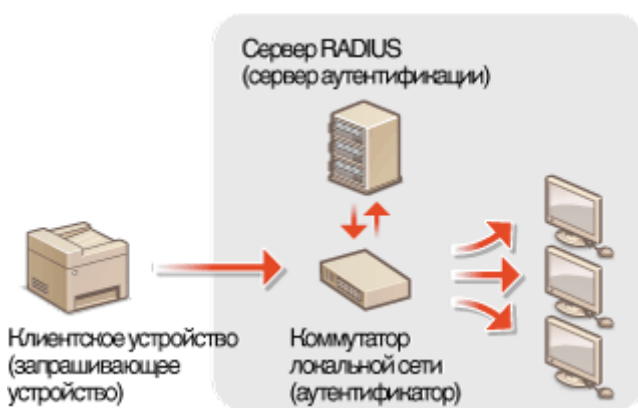 Сервер RADIUS
(сервер аутентификации)
Клиентское устройство
(запрашивающее
устройство)
Коммутатор
локальной сети
(аутентификатор)